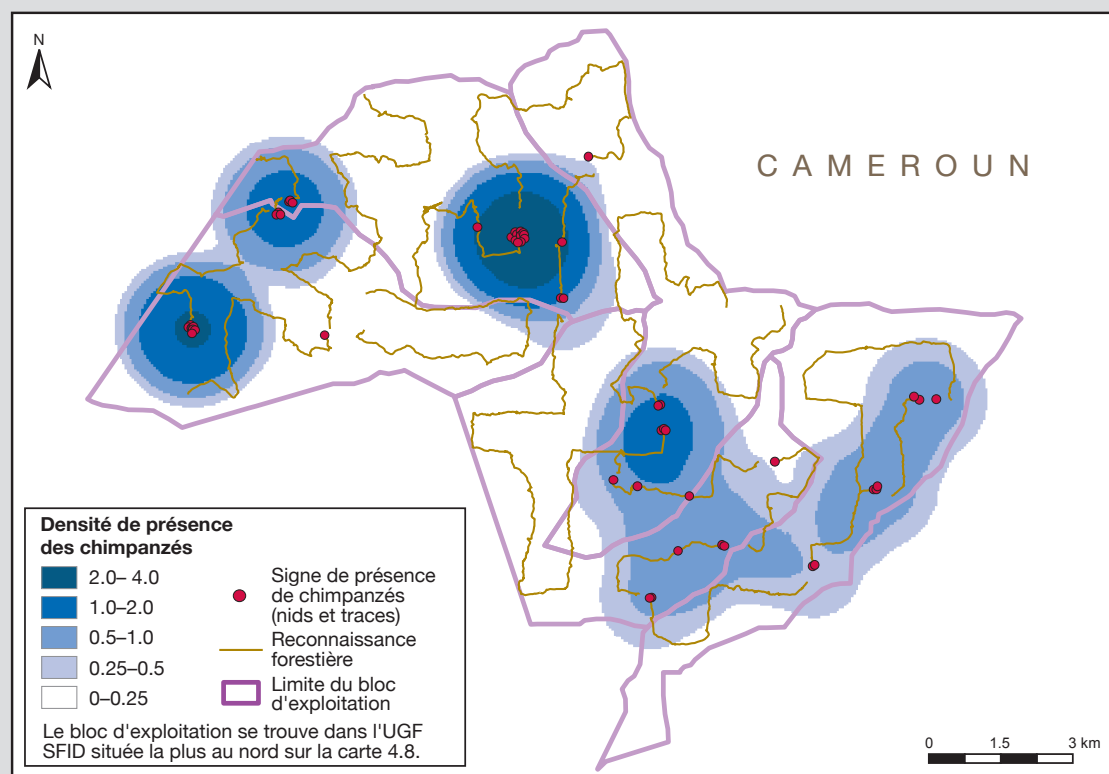 N
CAMEROUN
Densité de présence
des chimpanzés
2.0– 4.0
1.0–2.0
0.5–1.0
0.25–0.5
0–0.25
Signe de présence
de chimpanzés
(nids et traces)
Reconnaissance
forestière
Limite du bloc
d'exploitation
Le bloc d'exploitation se trouve dans l'UGF
SFID située la plus au nord sur la carte 4.8.
0 1.5 3 km